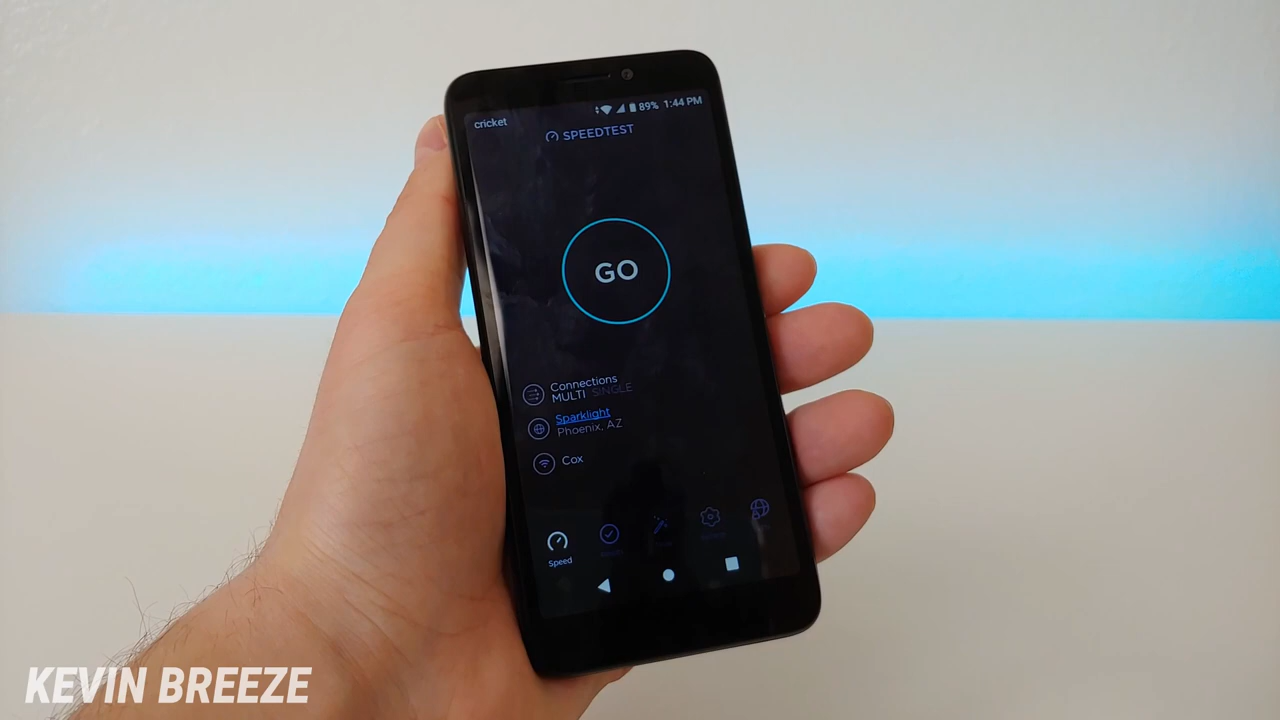 cricket
89% 1:44 PM
SPEEDTEST
GO
Connections
MULTI SINGLE
Sparklight
Phoenix, AZ
Cox
Speed
KEVIN BREEZE